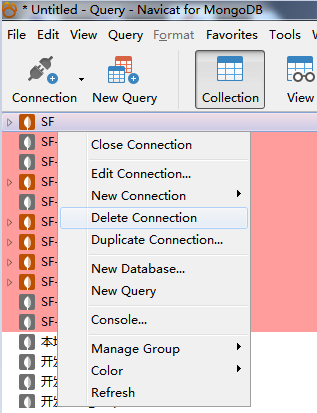 * Untitled - Query - Navicat for MongoDB
File Edit View Query Format Favorites Tools W
Connection New Query Collection View
SF
SF-
Close Connection
SF-
Edit Connection...
SF-
New Connection
SF-
Delete Connection
SF-
Duplicate Connection...
SF-
SF-
New Database...
SF-
New Query
SF-
Console...
SF-
本地
Manage Group
开发
Color
开发
Refresh
开发